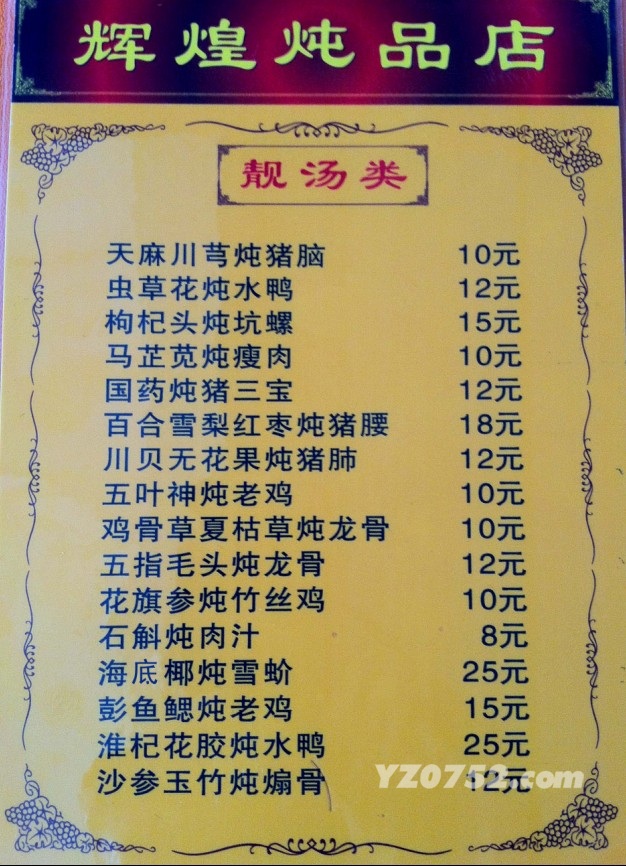 辉煌炖品店
靓汤类
天麻川芎炖猪脑 10元
虫草花炖水鸭 12元
枸杞头炖坑螺 15元
马芷苋炖瘦肉 10元
国药炖猪三宝 12元
百合雪梨红枣炖猪腰 18元
川贝无花果炖猪肺 12元
五叶神炖老鸡 10元
鸡骨草夏枯草炖龙骨 10元
五指毛头炖龙骨 12元
花旗参炖竹丝鸡 10元
石斛炖肉汁 8元
海底椰炖雪蚧 25元
彭鱼鳃炖老鸡 15元
淮杞花胶炖水鸭 25元
沙参玉竹炖煽骨 12元
YZ0752.com